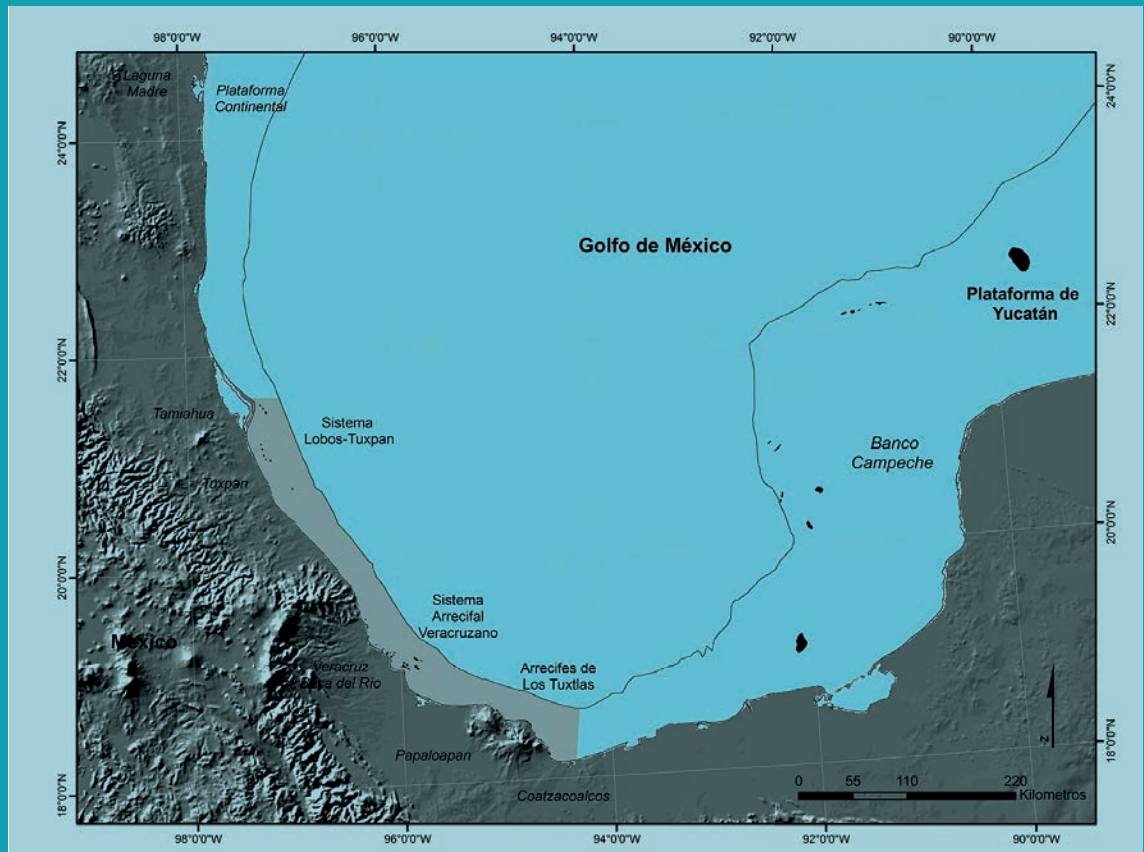 98°0'0"W
96°0'0"W
94°0'0"W
92°0'0"W
90°0'0"W
Laguna
Madre
Plataforma
Continental
24°0'0"N
24°0'0"N
Golfo de México
Plataforma de
Yucatán
22°0'0"N
22°0'0"N
Tamiahua
Sistema
Lobos-Tuxpan
Banco
Campeche
Tuxpan
20°0'0"N
20°0'0"N
Sistema
Arrecifal
Veracruzano
México
Veracruz
Boca del Río
Arrecifes de
Los Tuxtlas
Papaloapan
Coatzacoalcos
18°0'0"N
18°0'0"N
N
0 55 110 220
Kilometros
98°0'0"W
96°0'0"W
94°0'0"W
92°0'0"W
90°0'0"W